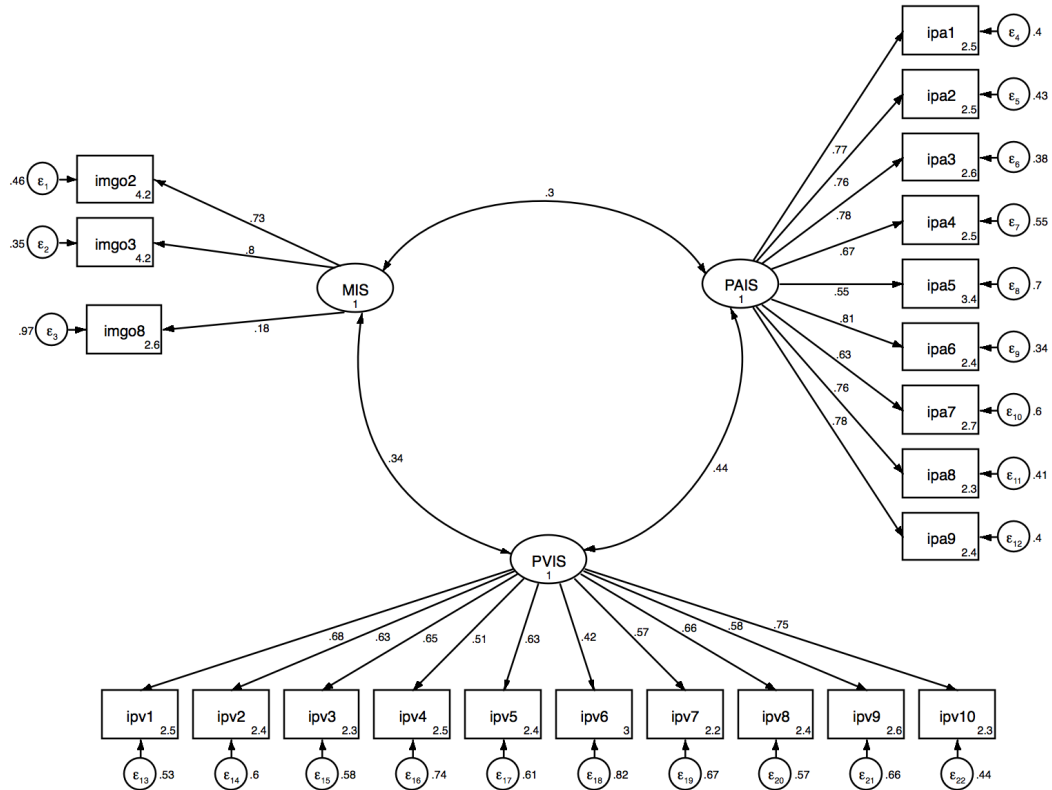 ipa1
2.5
ε4
.4
ipa2
2.5
ε5
.43
ipa3
2.6
ε6
.38
ipa4
2.5
ε7
.55
ipa5
3.4
ε8
.7
ipa6
2.4
ε9
.34
ipa7
2.7
ε10
.6
ipa8
2.3
ε11
.41
ipa9
2.4
ε12
.4
.77
.76
.78
.67
.55
.81
.63
.76
.78
.46
ε1
imgo2
4.2
.35
ε2
imgo3
4.2
.97
ε3
imgo8
2.6
.73
.8
.18
MIS
1
.3
PAIS
1
.34
.44
PVIS
1
.68
.63
.65
.51
.63
.42
.57
.66
.58
.75
ipv1
2.5
ipv2
2.4
ipv3
2.3
ipv4
2.5
ipv5
2.4
ipv6
3
ipv7
2.2
ipv8
2.4
ipv9
2.6
ipv10
2.3
ε13
.53
ε14
.6
ε15
.58
ε16
.74
ε17
.61
ε18
.82
ε19
.67
ε20
.57
ε21
.66
ε22
.44